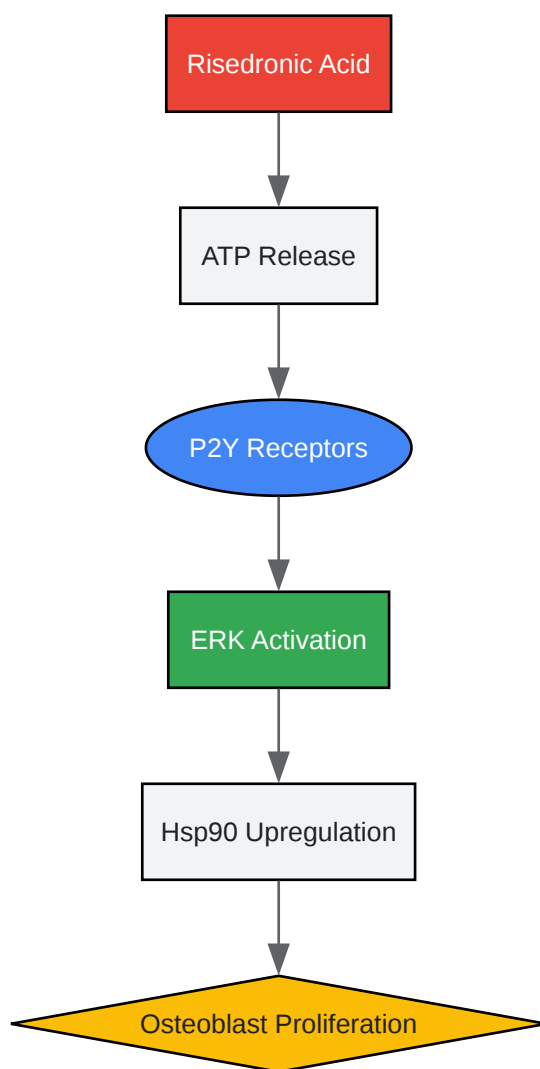 Risedronic Acid
ATP Release
P2Y Receptors
ERK Activation
Hsp90 Upregulation
Osteoblast Proliferation